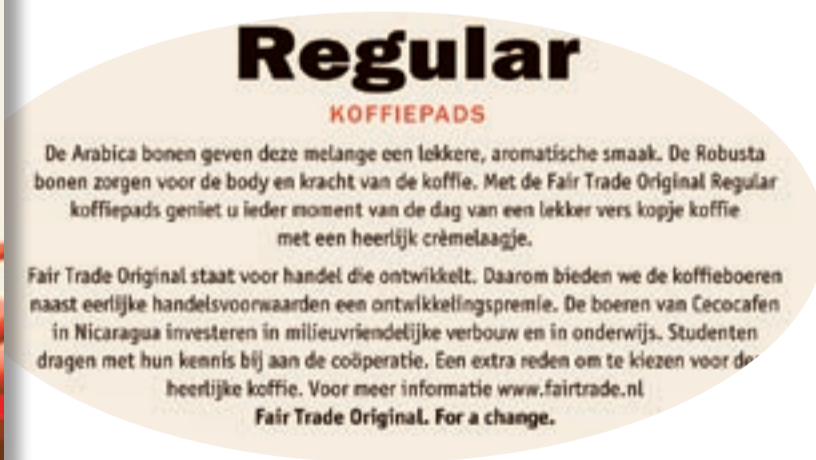 Regular
KOFFIEPADS
De Arabica bonen geven deze melange een lekkere, aromatische smaak. De Robusta
bonen zorgen voor de body en kracht van de koffie. Met de Fair Trade Original Regular
koffiepads geniet u ieder moment van de dag van een lekker vers kopje koffie
met een heerlijk crèmelaagje.
Fair Trade Original staat voor handel die ontwikkelt. Daarom bieden we de koffieboeren
naast eerlijke handelsvoorwaarden een ontwikkelingspremie. De boeren van Cecocafen
in Nicaragua investeren in milieuvriendelijke verbouw en in onderwijs. Studenten
dragen met hun kennis bij aan de coöperatie. Een extra reden om te kiezen voor
heerlijke koffie. Voor meer informatie www.fairtrade.nl
Fair Trade Original. For a change.